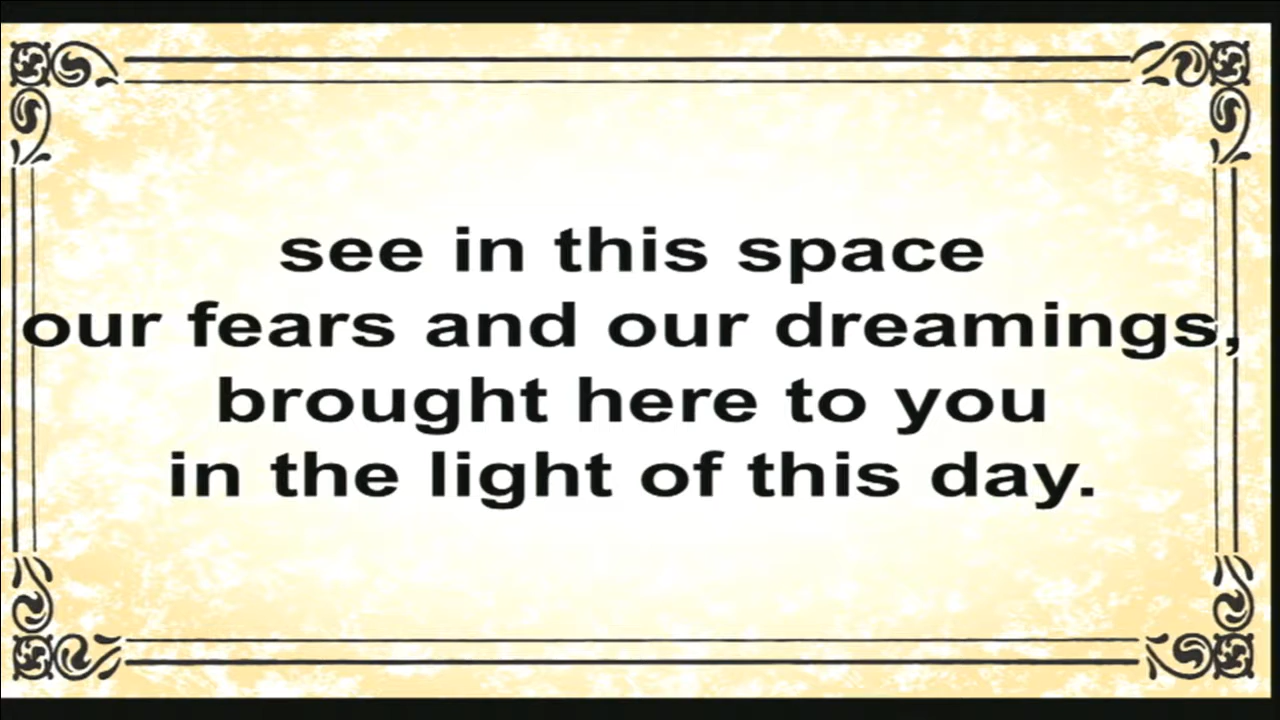 see in this space
our fears and our dreamings,
brought here to you
in the light of this day.